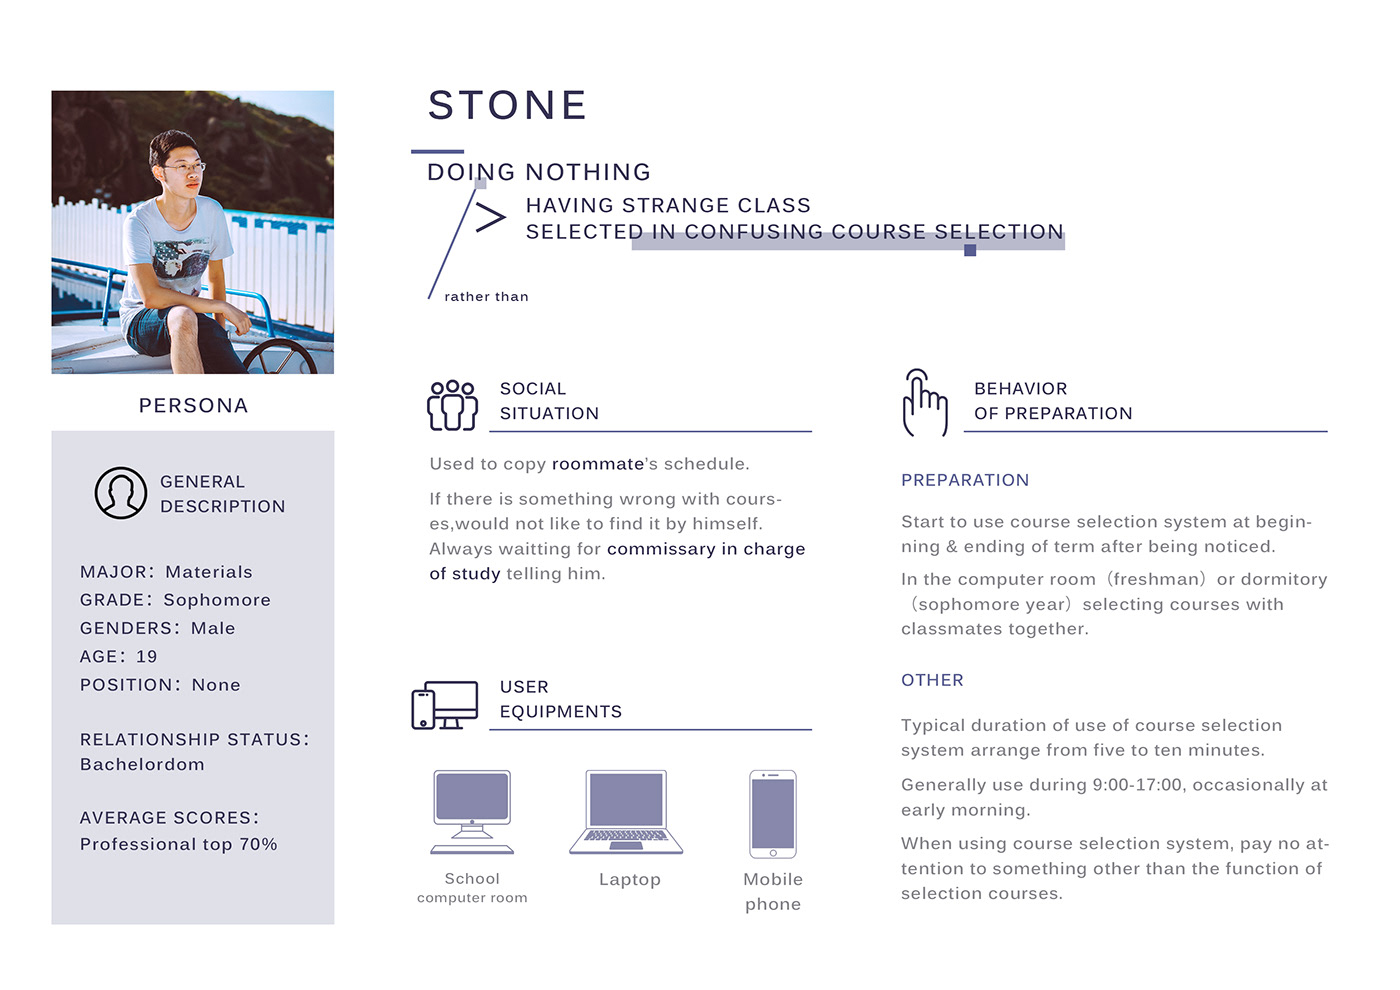 STONE
DOING NOTHING
HAVING STRANGE CLASS
SELECTED IN CONFUSING COURSE SELECTION
rather than
PERSONA
GENERAL
DESCRIPTION
MAJOR： Materials
GRADE： Sophomore
GENDERS： Male
AGE： 19
POSITION： None
RELATIONSHIP STATUS：
Bachelordom
AVERAGE SCORES：
Professional top 70%
SOCIAL
SITUATION
Used to copy roommate's schedule.
If there is something wrong with cours-
es,would not like to find it by himself.
Always waitting for commissary in charge
of study telling him.
USER
EQUIPMENTS
School
computer room
Laptop
Mobile
phone
BEHAVIOR
OF PREPARATION
PREPARATION
Start to use course selection system at begin-
ning & ending of term after being noticed.
In the computer room（freshman）or dormitory
（sophomore year）selecting courses with
classmates together.
OTHER
Typical duration of use of course selection
system arrange from five to ten minutes.
Generally use during 9:00-17:00, occasionally at
early morning.
When using course selection system, pay no at-
tention to something other than the function of
selection courses.